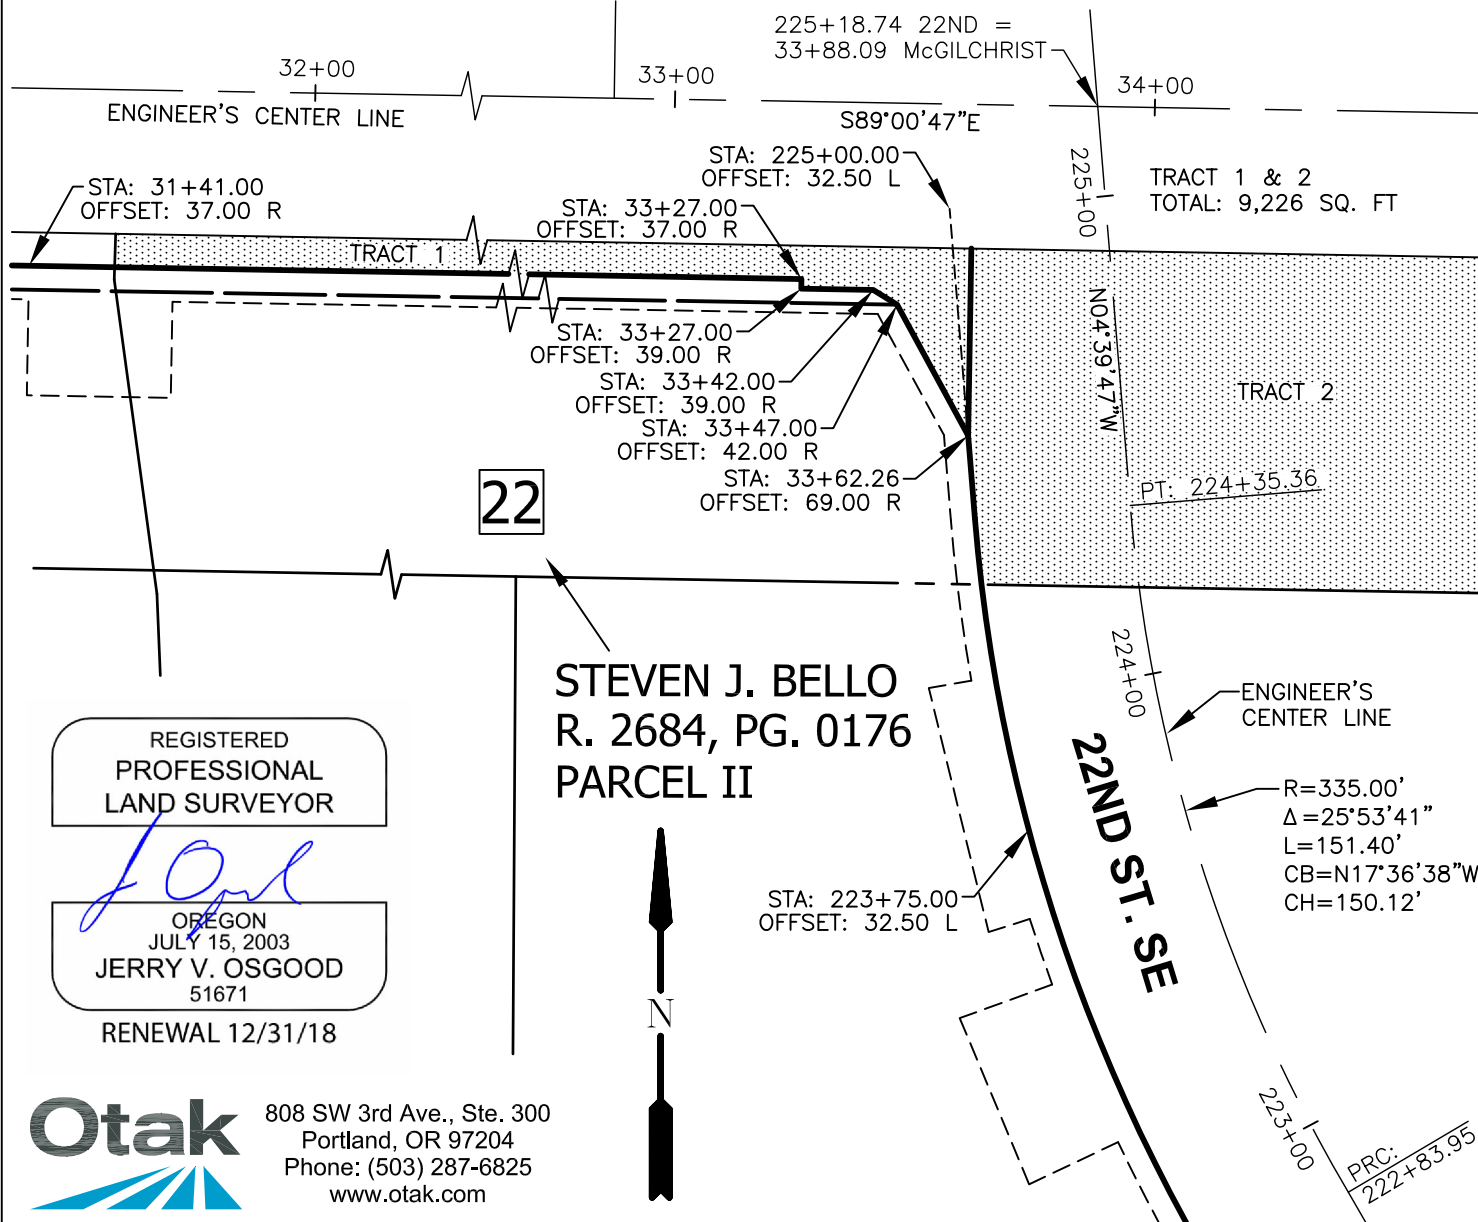 225+18.74 22ND =
33+88.09 McGILCHRIST
32+00
33+00
34+00
ENGINEER'S CENTER LINE
S89°00'47"E
STA: 225+00.00
OFFSET: 32.50 L
225+00
TRACT 1 & 2
TOTAL: 9,226 SQ. FT
STA: 31+41.00
OFFSET: 37.00 R
STA: 33+27.00
OFFSET: 37.00 R
TRACT 1
N04°39'47"W
STA: 33+27.00
OFFSET: 39.00 R
STA: 33+42.00
OFFSET: 39.00 R
TRACT 2
STA: 33+47.00
OFFSET: 42.00 R
STA: 33+62.26
OFFSET: 69.00 R
PT: 224+35.36
22
224+00
STEVEN J. BELLO
R. 2684, PG. 0176
PARCEL II
ENGINEER'S
CENTER LINE
22ND ST. SE
R=335.00'
Δ=25°53'41"
L=151.40'
CB=N17°36'38"W
CH=150.12'
REGISTERED
PROFESSIONAL
LAND SURVEYOR
OREGON
JULY 15, 2003
JERRY V. OSGOOD
51671
RENEWAL 12/31/18
STA: 223+75.00
OFFSET: 32.50 L
N
223+00
PRC:
222+83.95
Otak
808 SW 3rd Ave., Ste. 300
Portland, OR 97204
Phone: (503) 287-6825
www.otak.com